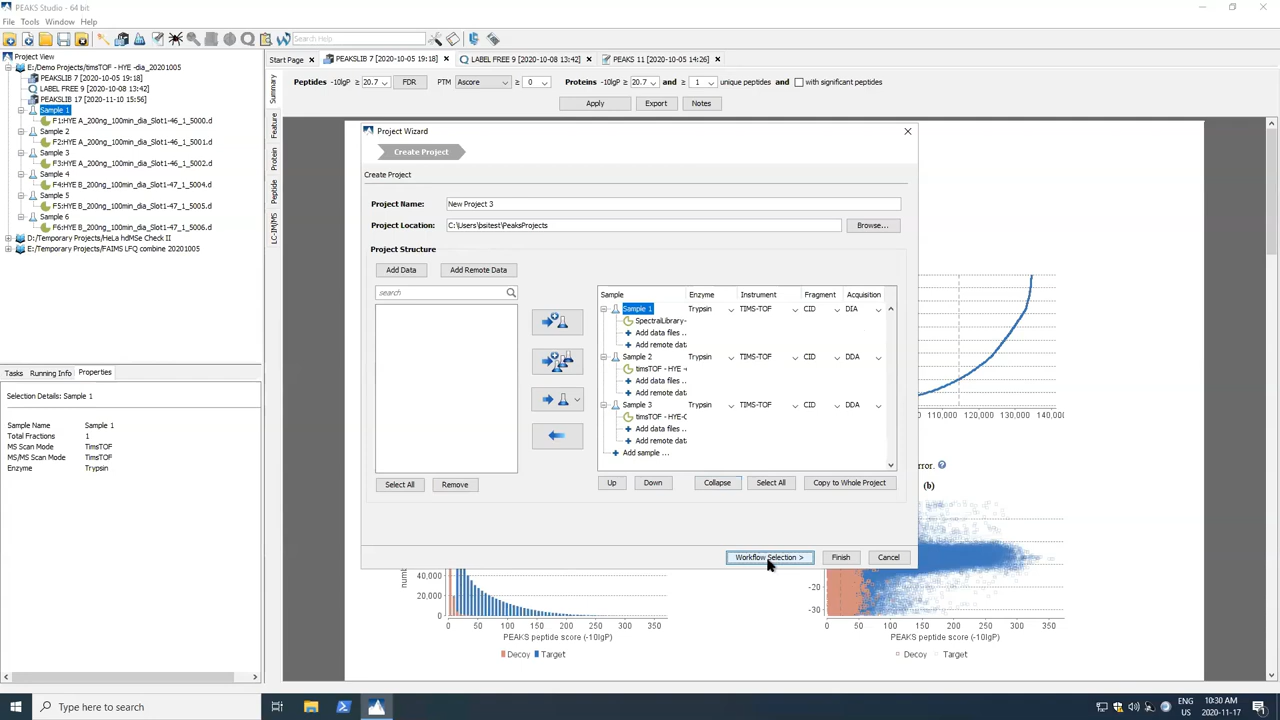 PEAKS Studio - 64 bit
File Tools Window Help
Search Help
Project View
E:/Demo Projects/timsTOF - HYE -dia_20201005
PEAKSLIB 7 [2020-10-05 19:18]
LABEL FREE 9 [2020-10-08 13:42]
PEAKSLIB 17 [2020-11-10 15:56]
Sample 1
F1:HYE A_200ng_100min_dia_Slot1-46_1_5000.d
Sample 2
F2:HYE A_200ng_100min_dia_Slot1-46_1_5001.d
Sample 3
F3:HYE A_200ng_100min_dia_Slot1-46_1_5002.d
Sample 4
F4:HYE B_200ng_100min_dia_Slot1-47_1_5004.d
Sample 5
F5:HYE B_200ng_100min_dia_Slot1-47_1_5005.d
Sample 6
F6:HYE B_200ng_100min_dia_Slot1-47_1_5006.d
D:/Temporary Projects/HeLa hdMSe Check II
E:/Temporary Projects/FAIMS LFQ combine 20201005
Tasks Running Info Properties
Selection Details: Sample 1
Sample Name Sample 1
Total Fractions 1
MS Scan Mode TimsTOF
MS/MS Scan Mode TimsTOF
Enzyme Trypsin
Start Page PEAKSLIB 7 [2020-10-05 19:18] LABEL FREE 9 [2020-10-08 13:42] PEAKS 11 [2020-10-05 14:26]
Summary
Feature
Protein
Peptide
LC-IM/MS
Peptides -10lgP ≥ 20.7 FDR PTM Ascore ≥ 0 Proteins -10lgP ≥ 20.7 and ≥ 1 unique peptides and with significant peptides
Apply Export Notes
Project Wizard
Create Project
Create Project
Project Name: New Project 3
Project Location: C:\Users\bsitest\PeaksProjects Browse...
Project Structure
Add Data Add Remote Data
search
Select All Remove
Sample Enzyme Instrument Fragment Acquisition
Sample 1 Trypsin TIMS-TOF CID DIA
SpectralLibrary-
Add data files ..
Add remote dat
Sample 2 Trypsin TIMS-TOF CID DDA
timsTOF - HYE
Add data files ..
Add remote dat
Sample 3 Trypsin TIMS-TOF CID DDA
timsTOF - HYE-
Add data files ..
Add remote dat
Add sample ...
Up Down Collapse Select All Copy to Whole Project
Workflow Selection > Finish Cancel
110,000 120,000 130,000 140,000
error.
(b)
40,000
20,000
0
0 50 100 150 200 250 300 350
PEAKS peptide score (-10lgP)
Decoy Target
-20
-30
0 50 100 150 200 250 300 350
PEAKS peptide score (-10lgP)
Decoy Target
Type here to search
ENG
US
10:30 AM
2020-11-17